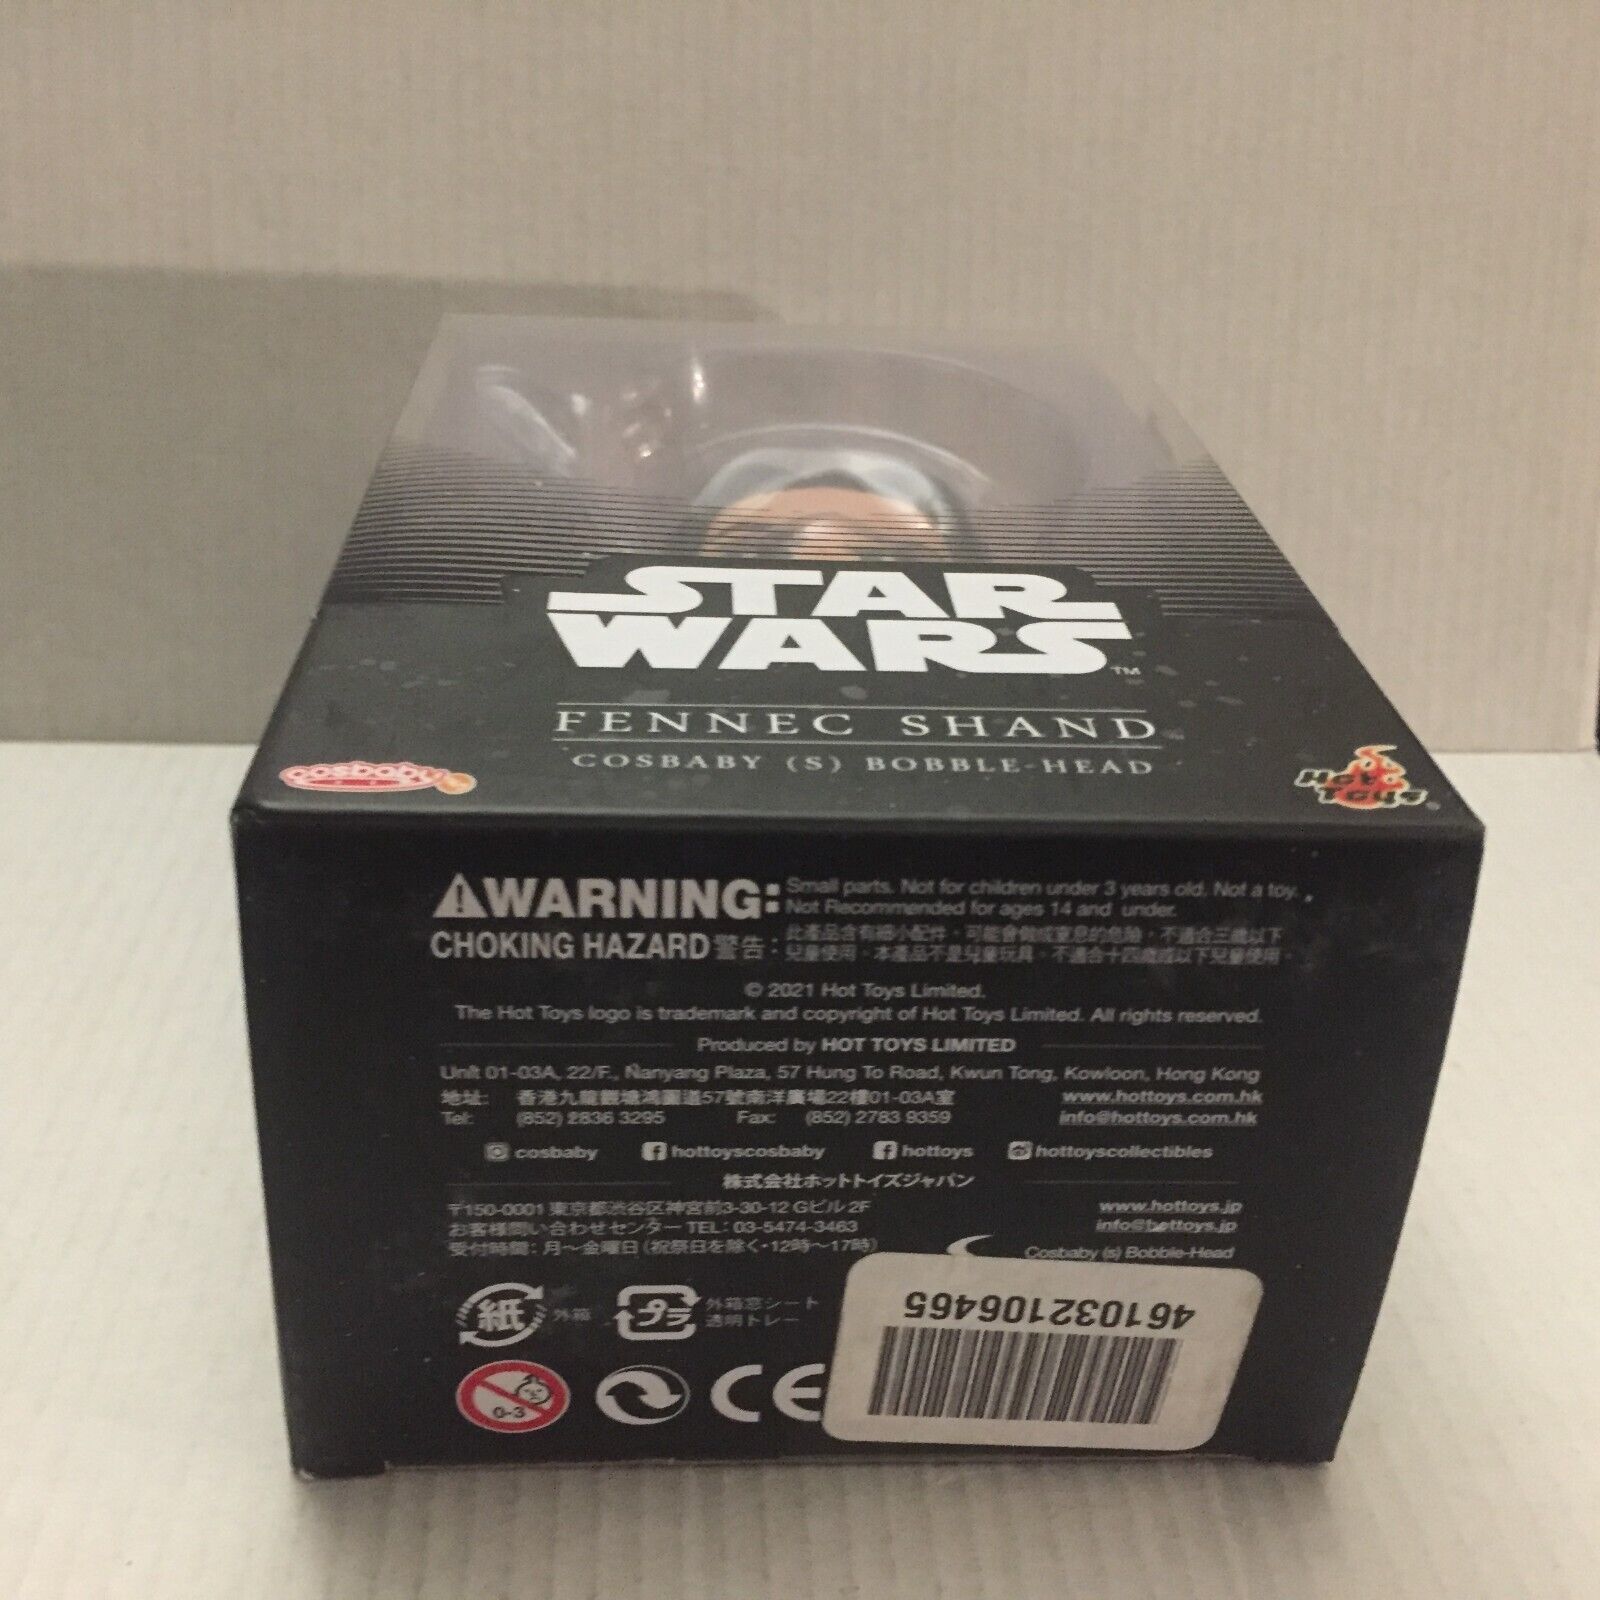 STAR
WARS
TM
FENNEC SHAND
COSBABY (S) BOBBLE-HEAD
cosbaby
Hot
Toys
WARNING: Small parts. Not for children under 3 years old. Not a toy.
Not Recommended for ages 14 and under.
CHOKING HAZARD 警告: 此產品含有細小配件，可能會做成窒息的危險，不適合三歲以下
兒童使用。本產品不是兒童玩具，不適合十四歲或以下兒童使用。
© 2021 Hot Toys Limited.
The Hot Toys logo is trademark and copyright of Hot Toys Limited. All rights reserved.
Produced by HOT TOYS LIMITED
Unit 01-03A, 22/F., Nanyang Plaza, 57 Hung To Road, Kwun Tong, Kowloon, Hong Kong
地址: 香港九龍觀塘鴻圖道57號南洋廣場22樓01-03A室 www.hottoys.com.hk
Tel: (852) 2836 3295 Fax: (852) 2783 9359 info@hottoys.com.hk
cosbaby hottoyscosbaby hottoys hottoyscollectibles
株式会社ホットトイズジャパン
〒150-0001 東京都渋谷区神宮前3-30-12 Gビル 2F www.hottoys.jp
お客様問い合わせセンター TEL: 03-5474-3463 info@hottoys.jp
受付時間: 月～金曜日 (祝祭日を除く・12時～17時)
Cosbaby (s) Bobble-Head
紙 外箱 プラ 外箱窓シート
透明トレー
0-3 CE
4610321064​65